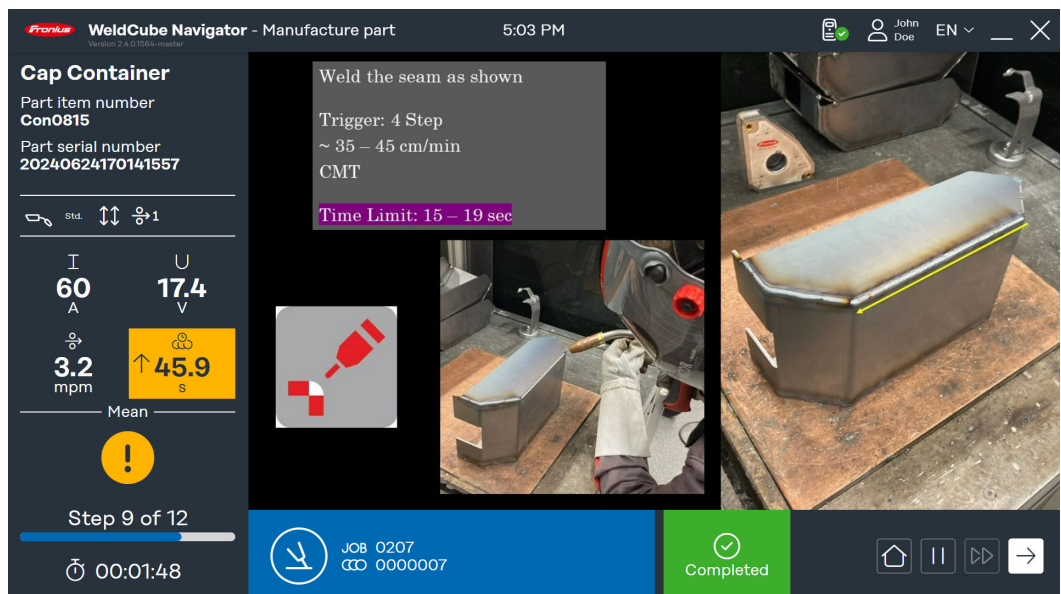 Fronius WeldCube Navigator - Manufacture part 5:03 PM John Doe EN
Version 2.4.0.1564-master
Cap Container
Part item number
Con0815
Part serial number
20240624170141557
Std. 1
I U
60 17.4
A V
3.2 45.9
mpm s
Mean
!
Step 9 of 12
00:01:48
Weld the seam as shown
Trigger: 4 Step
~ 35 – 45 cm/min
CMT
Time Limit: 15 – 19 sec
Fronius
JOB 0207
0000007
Completed